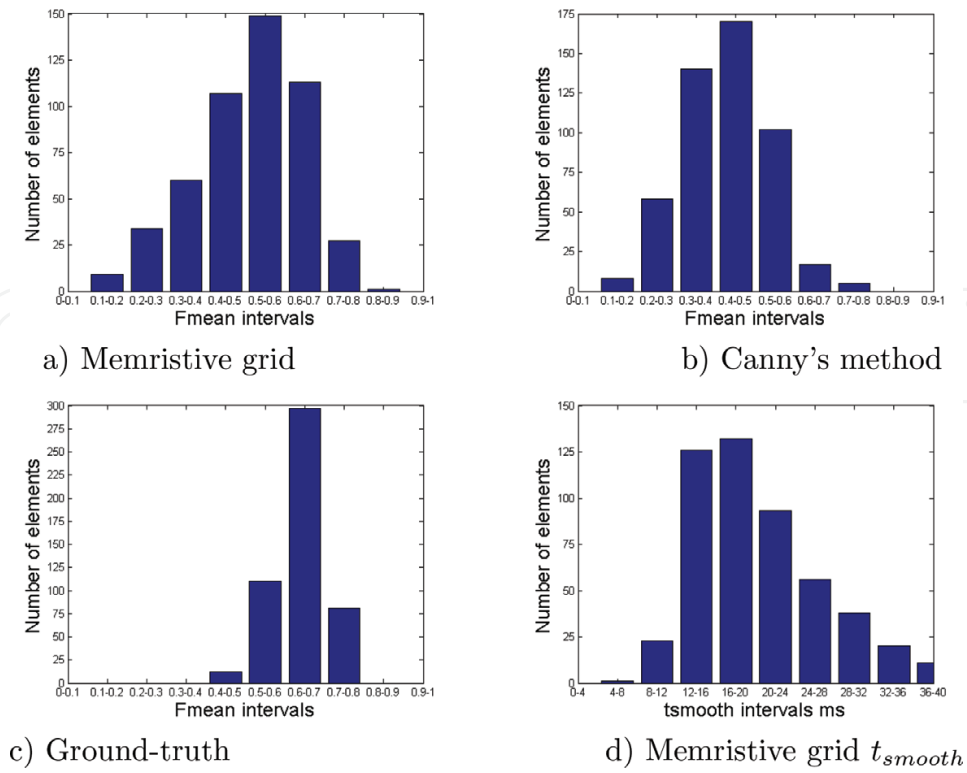 150
125
100
75
50
25
0
Number of elements
0-0.1 0.1-0.2 0.2-0.3 0.3-0.4 0.4-0.5 0.5-0.6 0.6-0.7 0.7-0.8 0.8-0.9 0.9-1
Fmean intervals
a) Memristive grid
175
150
125
100
75
50
25
0
Number of elements
0-0.1 0.1-0.2 0.2-0.3 0.3-0.4 0.4-0.5 0.5-0.6 0.6-0.7 0.7-0.8 0.8-0.9 0.9-1
Fmean intervals
b) Canny's method
300
275
250
225
200
175
150
125
100
75
50
25
0
Number of elements
0-0.1 0.1-0.2 0.2-0.3 0.3-0.4 0.4-0.5 0.5-0.6 0.6-0.7 0.7-0.8 0.8-0.9 0.9-1
Fmean intervals
c) Ground-truth
150
125
100
75
50
25
0
Number of elements
0-4 4-8 8-12 12-16 16-20 20-24 24-28 28-32 32-36 36-40
tsmooth intervals ms
d) Memristive grid tsmooth